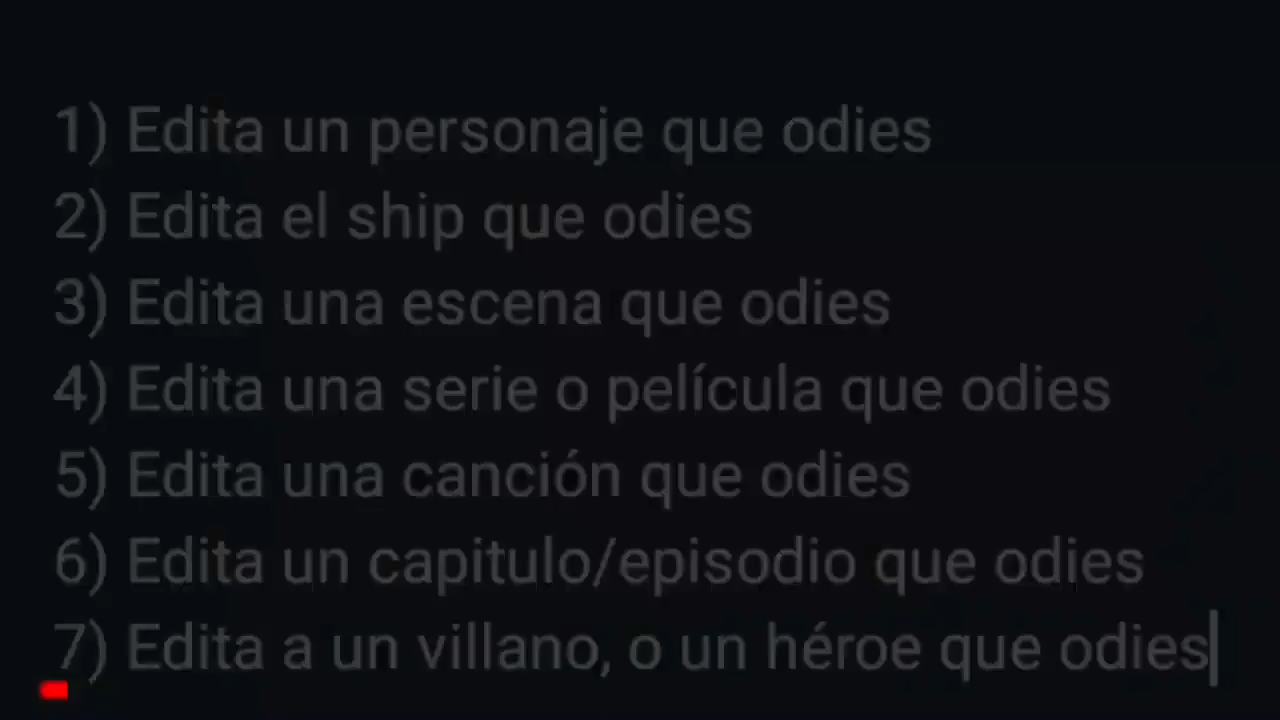 1) Edita un personaje que odies
2) Edita el ship que odies
3) Edita una escena que odies
4) Edita una serie o película que odies
5) Edita una canción que odies
6) Edita un capitulo/episodio que odies
7) Edita a un villano, o un héroe que odies